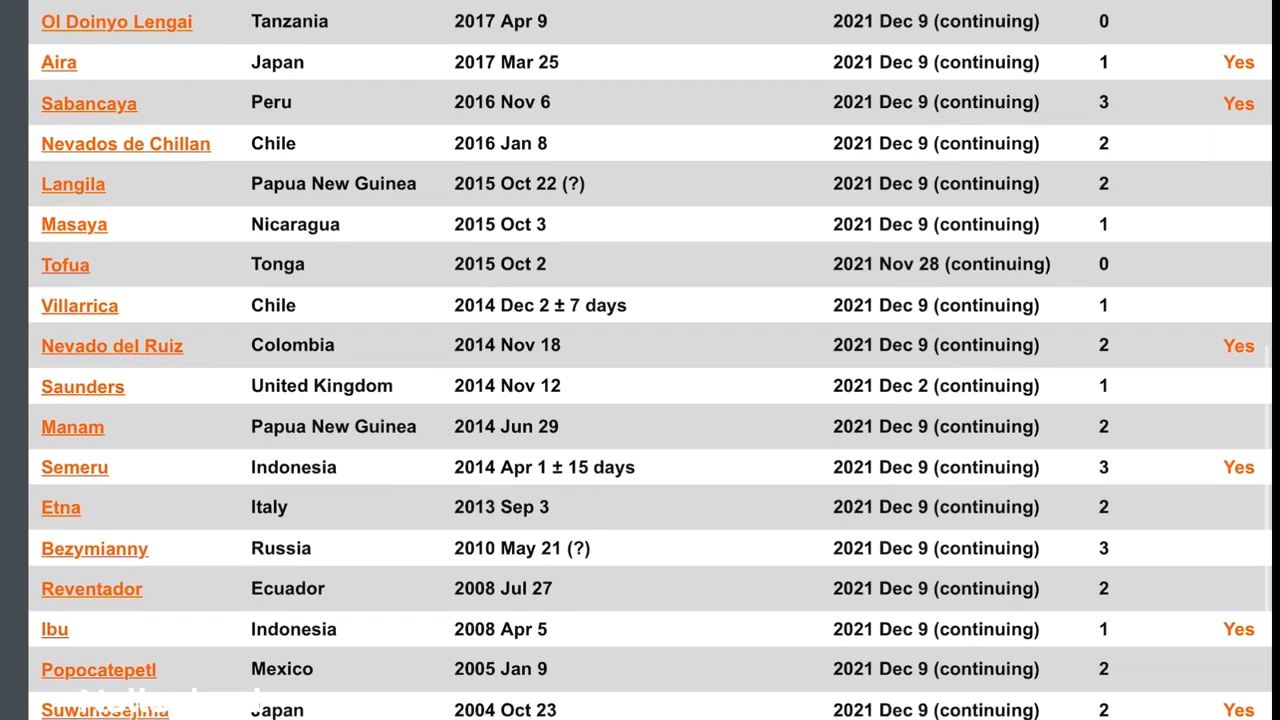 Ol Doinyo Lengai Tanzania 2017 Apr 9 2021 Dec 9 (continuing) 0
Aira Japan 2017 Mar 25 2021 Dec 9 (continuing) 1 Yes
Sabancaya Peru 2016 Nov 6 2021 Dec 9 (continuing) 3 Yes
Nevados de Chillan Chile 2016 Jan 8 2021 Dec 9 (continuing) 2
Langila Papua New Guinea 2015 Oct 22 (?) 2021 Dec 9 (continuing) 2
Masaya Nicaragua 2015 Oct 3 2021 Dec 9 (continuing) 1
Tofua Tonga 2015 Oct 2 2021 Nov 28 (continuing) 0
Villarrica Chile 2014 Dec 2 ± 7 days 2021 Dec 9 (continuing) 1
Nevado del Ruiz Colombia 2014 Nov 18 2021 Dec 9 (continuing) 2 Yes
Saunders United Kingdom 2014 Nov 12 2021 Dec 2 (continuing) 1
Manam Papua New Guinea 2014 Jun 29 2021 Dec 9 (continuing) 2
Semeru Indonesia 2014 Apr 1 ± 15 days 2021 Dec 9 (continuing) 3 Yes
Etna Italy 2013 Sep 3 2021 Dec 9 (continuing) 2
Bezymianny Russia 2010 May 21 (?) 2021 Dec 9 (continuing) 3
Reventador Ecuador 2008 Jul 27 2021 Dec 9 (continuing) 2
Ibu Indonesia 2008 Apr 5 2021 Dec 9 (continuing) 1 Yes
Popocatepetl Mexico 2005 Jan 9 2021 Dec 9 (continuing) 2
Suwanosejima Japan 2004 Oct 23 2021 Dec 9 (continuing) 2 Yes